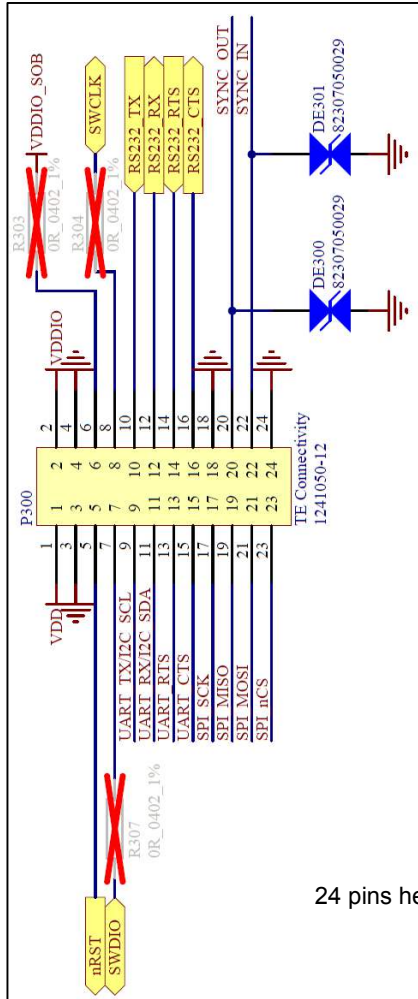 P300
VDD
VDDIO
VDDIO_SOB
R303
0R_0402_1%
R304
0R_0402_1%
SWCLK
nRST
SWDIO
R307
0R_0402_1%
1 1 2 2
3 3 4 4
5 5 6 6
7 7 8 8
9 9 10 10
11 11 12 12
13 13 14 14
15 15 16 16
17 17 18 18
19 19 20 20
21 21 22 22
23 23 24 24
UART_TX/I2C_SCL
UART_RX/I2C_SDA
UART_RTS
UART_CTS
SPI_SCK
SPI_MISO
SPI_MOSI
SPI_nCS
RS232_TX
RS232_RX
RS232_RTS
RS232_CTS
SYNC_OUT
SYNC_IN
TE Connectivity
1241050-12
DE300
82307050029
DE301
82307050029
24 pins he